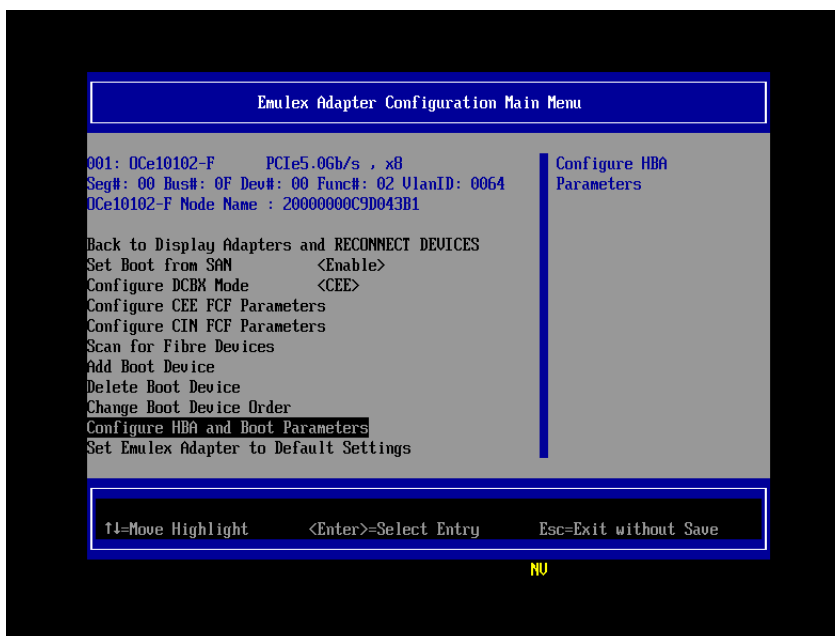 Emulex Adapter Configuration Main Menu
001: OCe10102-F PCIe5.0Gb/s , x8
Seg#: 00 Bus#: 0F Dev#: 00 Func#: 02 VlanID: 0064
OCe10102-F Node Name : 20000000C9D043B1
Configure HBA
Parameters
Back to Display Adapters and RECONNECT DEVICES
Set Boot from SAN <Enable>
Configure DCBX Mode <CEE>
Configure CEE FCF Parameters
Configure CIN FCF Parameters
Scan for Fibre Devices
Add Boot Device
Delete Boot Device
Change Boot Device Order
Configure HBA and Boot Parameters
Set Emulex Adapter to Default Settings
↑↓=Move Highlight <Enter>=Select Entry Esc=Exit without Save
NV